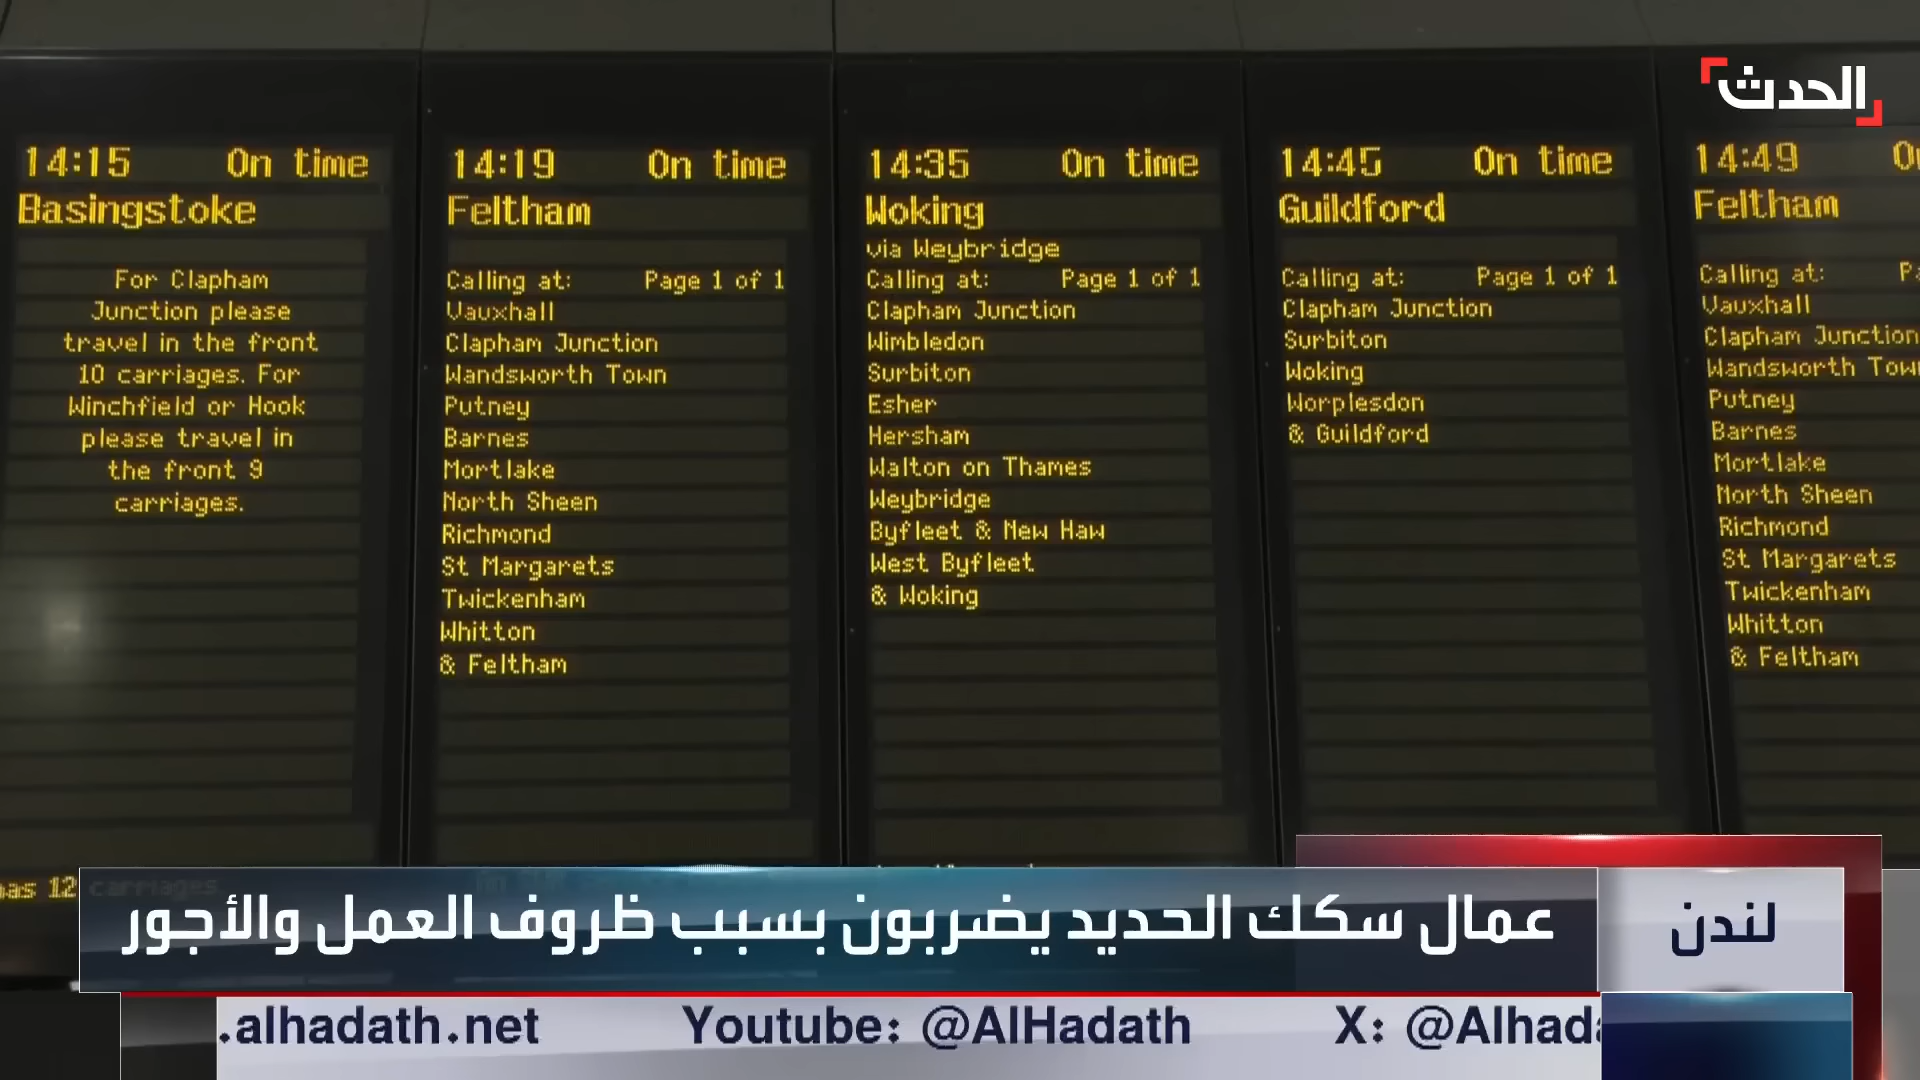 الحدث
14:15 On time
Basingstoke
For Clapham
Junction please
travel in the front
10 carriages. For
Winchfield or Hook
please travel in
the front 9
carriages.
14:19 On time
Feltham
Calling at: Page 1 of 1
Vauxhall
Clapham Junction
Wandsworth Town
Putney
Barnes
Mortlake
North Sheen
Richmond
St Margarets
Twickenham
Whitton
& Feltham
14:35 On time
Woking
via Weybridge
Calling at: Page 1 of 1
Clapham Junction
Wimbledon
Surbiton
Esher
Hersham
Walton on Thames
Weybridge
Byfleet & New Haw
West Byfleet
& Woking
14:45 On time
Guildford
Calling at: Page 1 of 1
Clapham Junction
Surbiton
Woking
Worplesdon
& Guildford
14:49
Feltham
Calling at:
Vauxhall
Clapham Junction
Wandsworth
Putney
Barnes
Mortlake
North Sheen
Richmond
St Margarets
Twickenham
Whitton
& Feltham
12 carriages
لندن
عمال سكك الحديد يضربون بسبب ظروف العمل والأجور
.alhadath.net Youtube: @AlHadath X: @Alhad